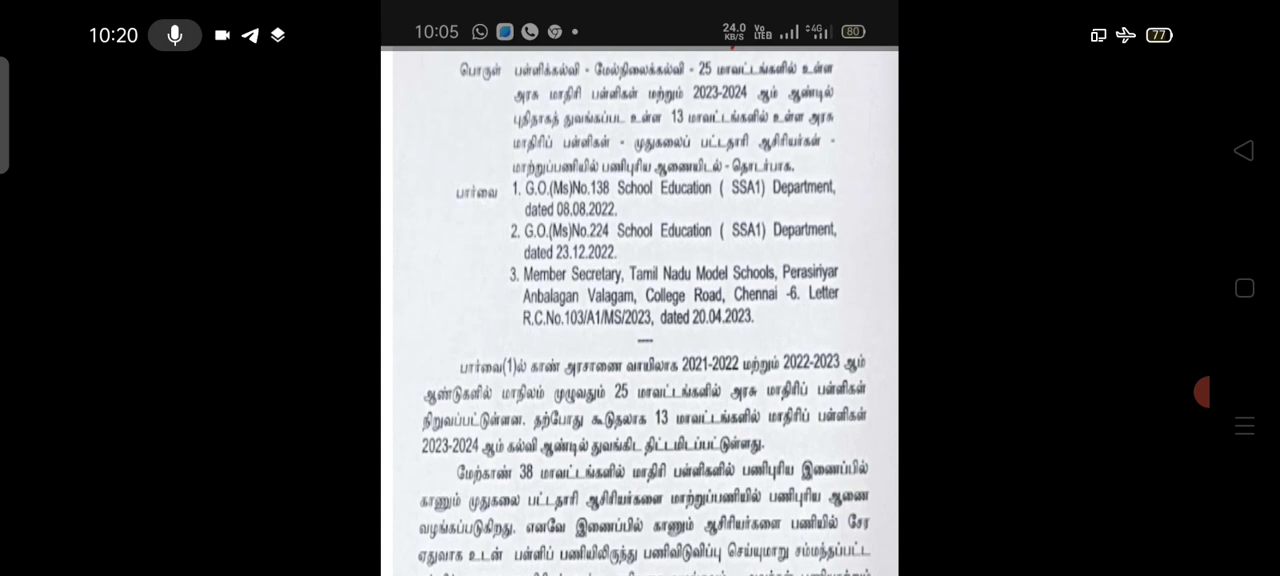 10:20
77
10:05
24.0 KB/S Vo LTE 4G 80
பொருள் பள்ளிக்கல்வி - மேல்நிலைக்கல்வி - 25 மாவட்டங்களில் உள்ள
அரசு மாதிரி பள்ளிகள் மற்றும் 2023-2024 ஆம் ஆண்டில்
புதிதாகத் துவங்கப்பட உள்ள 13 மாவட்டங்களில் உள்ள அரசு
மாதிரிப் பள்ளிகள் - முதுகலைப் பட்டதாரி ஆசிரியர்கள் -
மாற்றுப்பணியில் பணிபுரிய ஆணையிடல் - தொடர்பாக.
பார்வை 1. G.O.(Ms)No.138 School Education ( SSA1) Department,
dated 08.08.2022.
2. G.O.(Ms)No.224 School Education ( SSA1) Department,
dated 23.12.2022.
3. Member Secretary, Tamil Nadu Model Schools, Perasiriyar
Anbalagan Valagam, College Road, Chennai -6. Letter
R.C.No.103/A1/MS/2023, dated 20.04.2023.
பார்வை(1)ல் காண் அரசாணை வாயிலாக 2021-2022 மற்றும் 2022-2023 ஆம்
ஆண்டுகளில் மாநிலம் முழுவதும் 25 மாவட்டங்களில் அரசு மாதிரிப் பள்ளிகள்
நிறுவப்பட்டுள்ளன. தற்போது கூடுதலாக 13 மாவட்டங்களில் மாதிரிப் பள்ளிகள்
2023-2024 ஆம் கல்வி ஆண்டில் துவங்கிட திட்டமிடப்பட்டுள்ளது.
மேற்காண் 38 மாவட்டங்களில் மாதிரி பள்ளிகளில் பணிபுரிய இணைப்பில்
காணும் முதுகலை பட்டதாரி ஆசிரியர்களை மாற்றுப்பணியில் பணிபுரிய ஆணை
வழங்கப்படுகிறது. எனவே இணைப்பில் காணும் ஆசிரியர்களை பணியில் சேர
ஏதுவாக உடன் பள்ளிப் பணியிலிருந்து பணிவிடுவிப்பு செய்யுமாறு சம்மந்தப்பட்ட